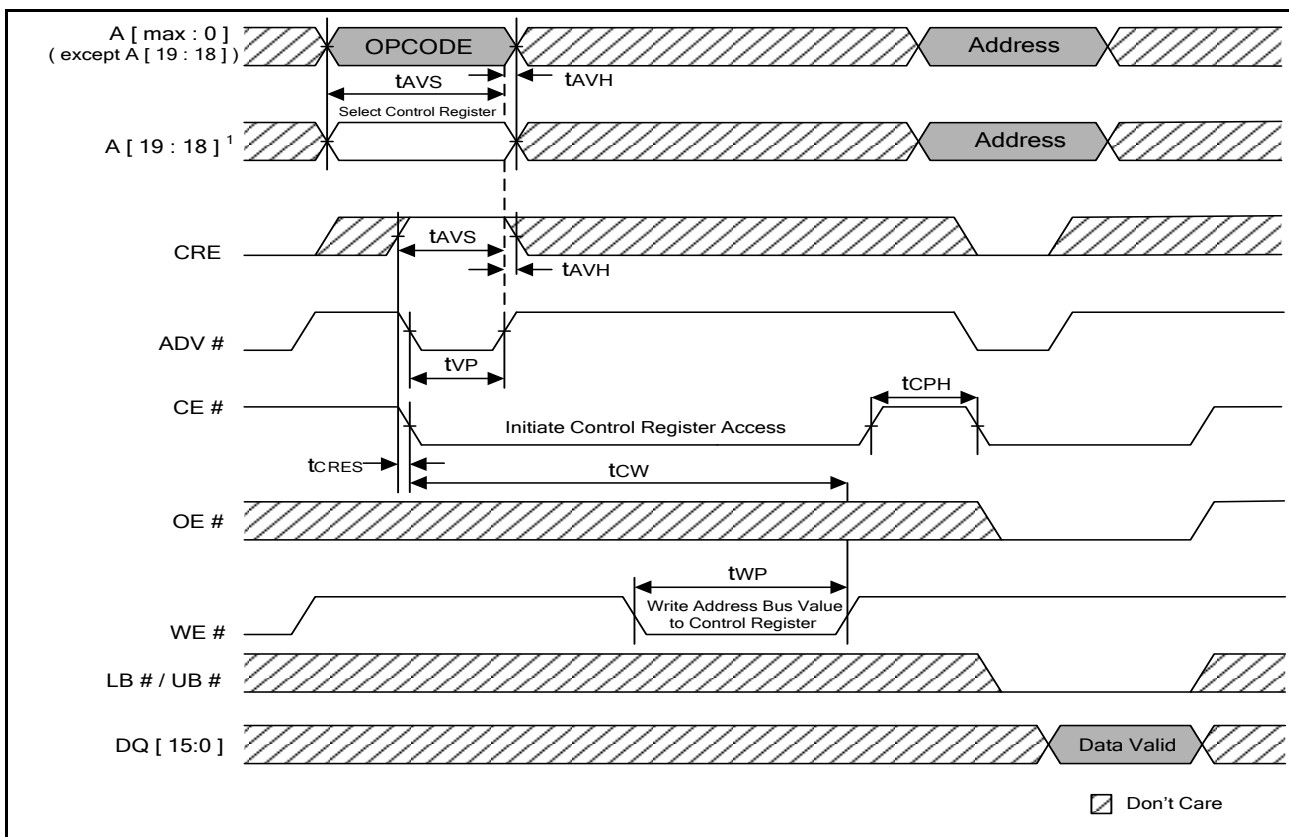 A [ max : 0 ]
( except A [ 19 : 18 ] )
OPCODE
Address
tAVS
tAVH
Select Control Register
A [ 19 : 18 ] 1
Address
CRE
tAVS
tAVH
ADV #
tVP
CE #
tCPH
Initiate Control Register Access
tCRES
tCW
OE #
tWP
WE #
Write Address Bus Value
to Control Register
LB # / UB #
DQ [ 15:0 ]
Data Valid
Don't Care